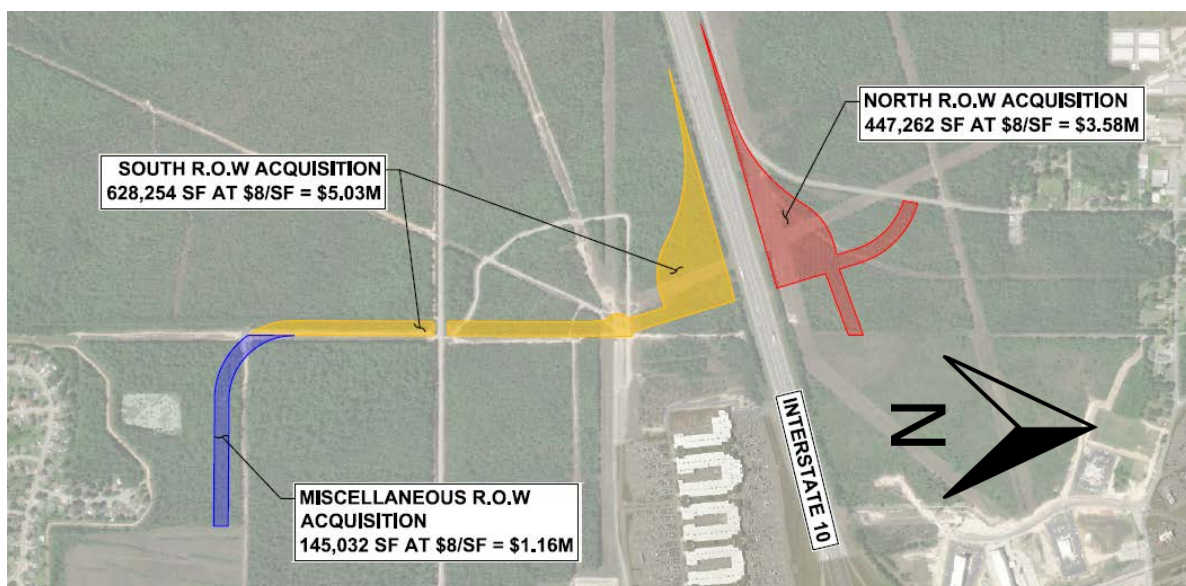 NORTH R.O.W ACQUISITION
447,262 SF AT $8/SF = $3.58M
SOUTH R.O.W ACQUISITION
628,254 SF AT $8/SF = $5.03M
INTERSTATE 10
N
MISCELLANEOUS R.O.W
ACQUISITION
145,032 SF AT $8/SF = $1.16M